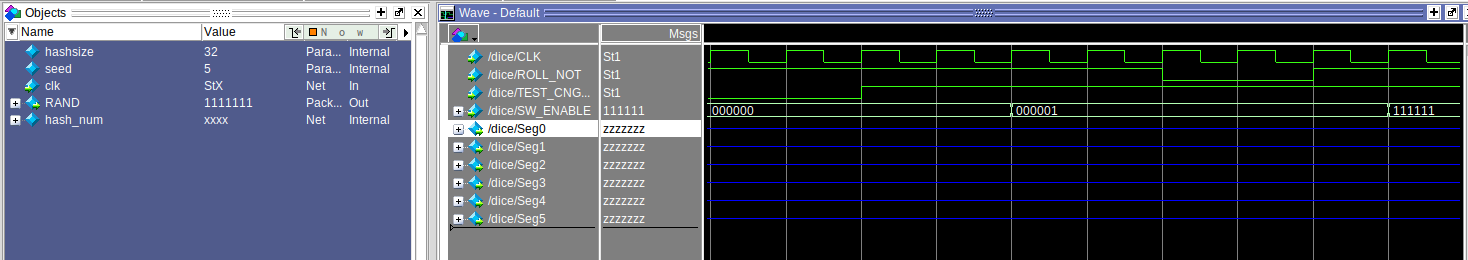 Objects
Name Value Now
hashsize 32 Para... Internal
seed 5 Para... Internal
clk StX Net In
RAND 1111111 Pack... Out
hash_num xxxx Net Internal
Wave - Default
Msgs
/dice/CLK St1
/dice/ROLL_NOT St1
/dice/TEST_CNG... St1
/dice/SW_ENABLE 111111 000000 000001 111111
/dice/Seg0 zzzzzzz
/dice/Seg1 zzzzzzz
/dice/Seg2 zzzzzzz
/dice/Seg3 zzzzzzz
/dice/Seg4 zzzzzzz
/dice/Seg5 zzzzzzz